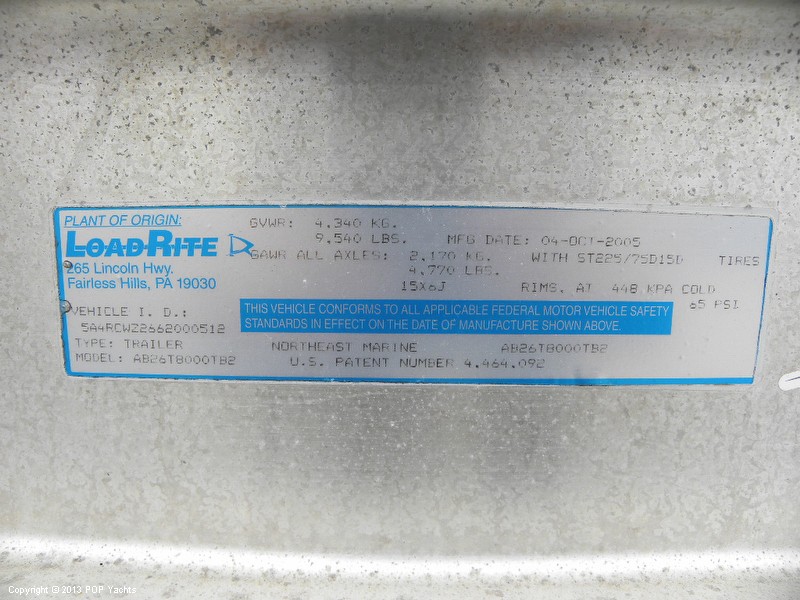 PLANT OF ORIGIN:
LOADRITE
265 Lincoln Hwy.
Fairless Hills, PA 19030
GVWR: 4.340 KG.
9.540 LBS. MFG DATE: 04-OCT-2005
GAWR ALL AXLES: 2.170 KG. WITH ST225/75D15D TIRES
4.770 LBS.
15X6J RIMS, AT 448 KPA COLD
65 PSI
VEHICLE I. D.:
5A4RCWZ2662000512
THIS VEHICLE CONFORMS TO ALL APPLICABLE FEDERAL MOTOR VEHICLE SAFETY
STANDARDS IN EFFECT ON THE DATE OF MANUFACTURE SHOWN ABOVE.
TYPE: TRAILER NORTHEAST MARINE AB26T8000TB2
MODEL: AB26T8000TB2 U.S. PATENT NUMBER 4.464.092
Copyright © 2013 POP Yachts